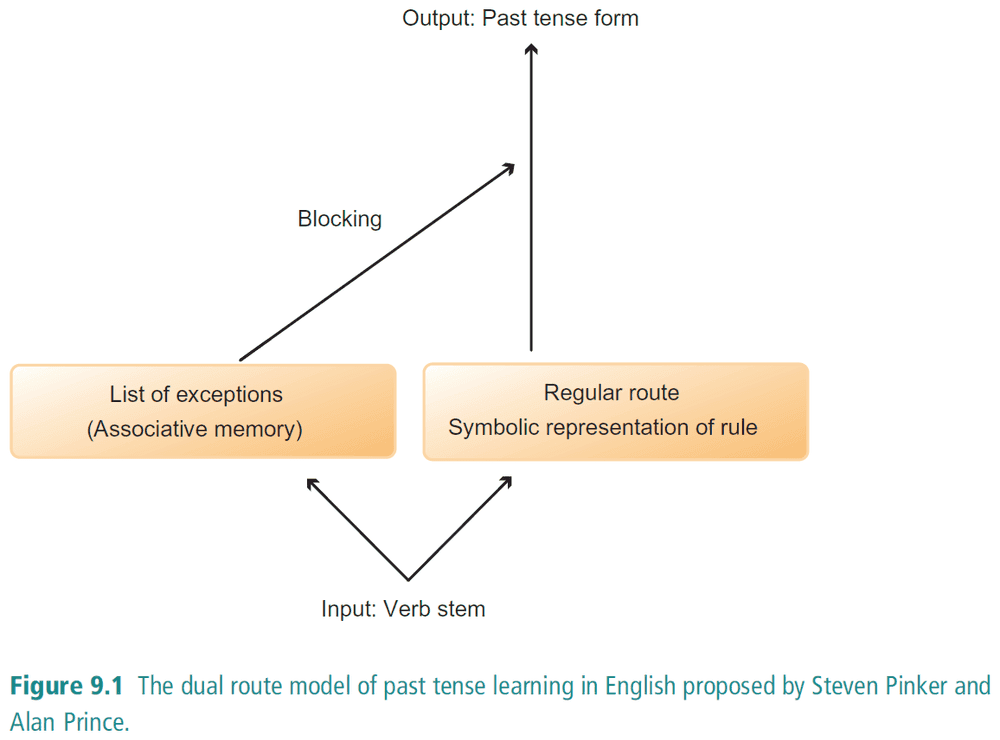 Output: Past tense form
Blocking
List of exceptions
(Associative memory)
Regular route
Symbolic representation of rule
Input: Verb stem
Figure 9.1 The dual route model of past tense learning in English proposed by Steven Pinker and
Alan Prince.